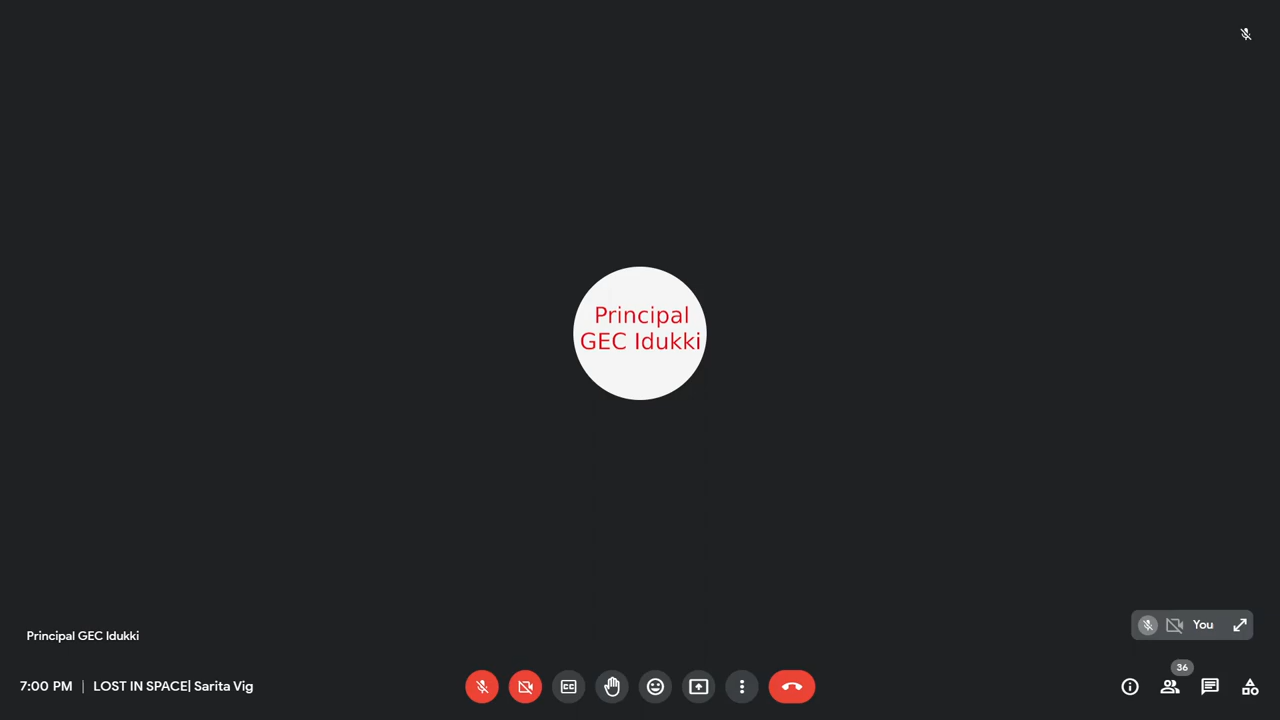 Principal
GEC Idukki
Principal GEC Idukki
You
36
7:00 PM | LOST IN SPACE| Sarita Vig